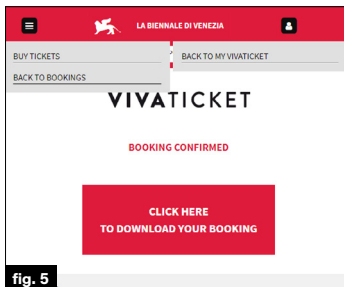 LA BIENNALE DI VENEZIA
BUY TICKETS
BACK TO MY VIVATICKET
BACK TO BOOKINGS
VIVATICKET
BOOKING CONFIRMED
CLICK HERE
TO DOWNLOAD YOUR BOOKING
fig. 5